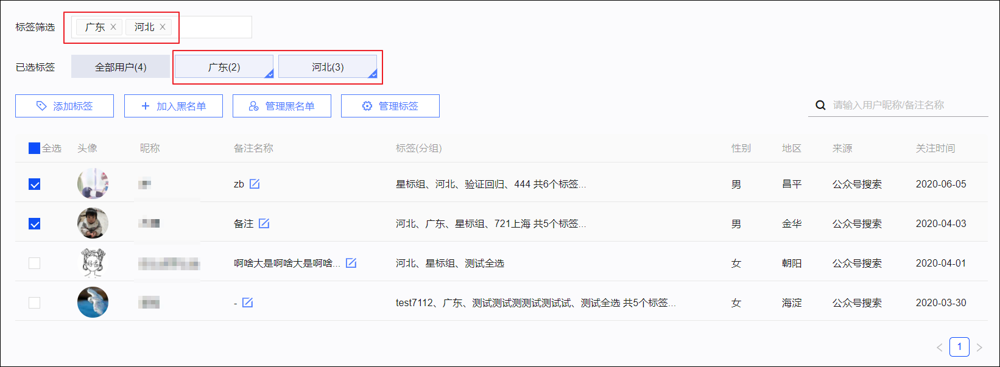 标签筛选 广东 河北
已选标签 全部用户(4) 广东(2) 河北(3)
添加标签 加入黑名单 管理黑名单 管理标签 请输入用户昵称/备注名称
全选 头像 昵称 备注名称 标签(分组) 性别 地区 来源 关注时间
zb 星标组、河北、验证回归、444 共6个标签... 男 昌平 公众号搜索 2020-06-05
备注 河北、广东、星标组、721上海 共5个标签... 男 金华 公众号搜索 2020-04-03
啊啥大是啊啥大是啊啥... 河北、星标组、测试全选 女 朝阳 公众号搜索 2020-04-01
- test7112、广东、测试测试测测试测试试、测试全选 共5个标签... 女 海淀 公众号搜索 2020-03-30
1